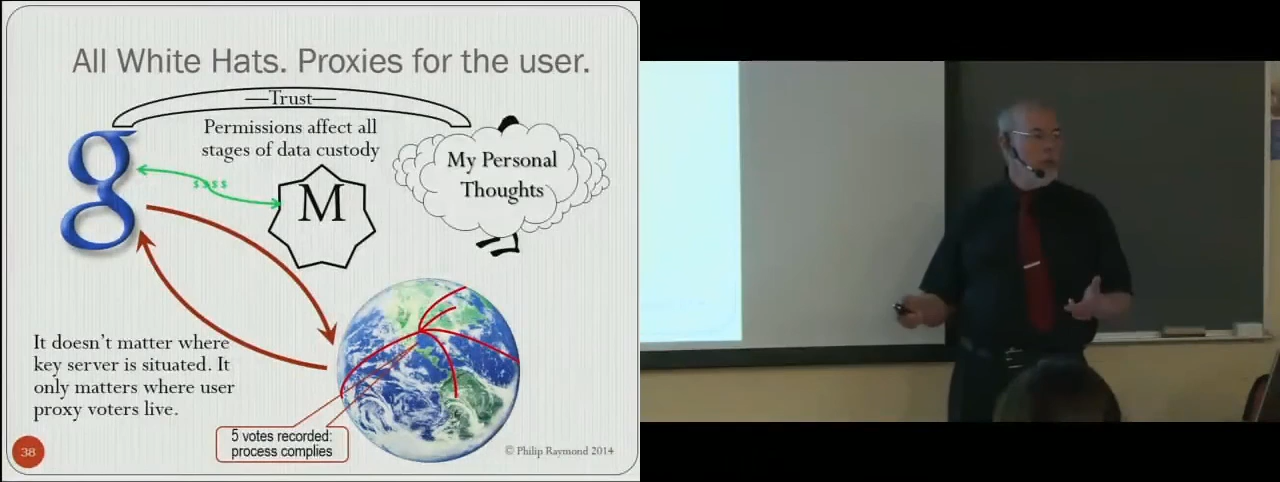 All White Hats. Proxies for the user.
—Trust—
Permissions affect all
stages of data custody
g
$ $ $ $
M
My Personal
Thoughts
It doesn't matter where
key server is situated. It
only matters where user
proxy voters live.
5 votes recorded:
process complies
38
© Philip Raymond 2014